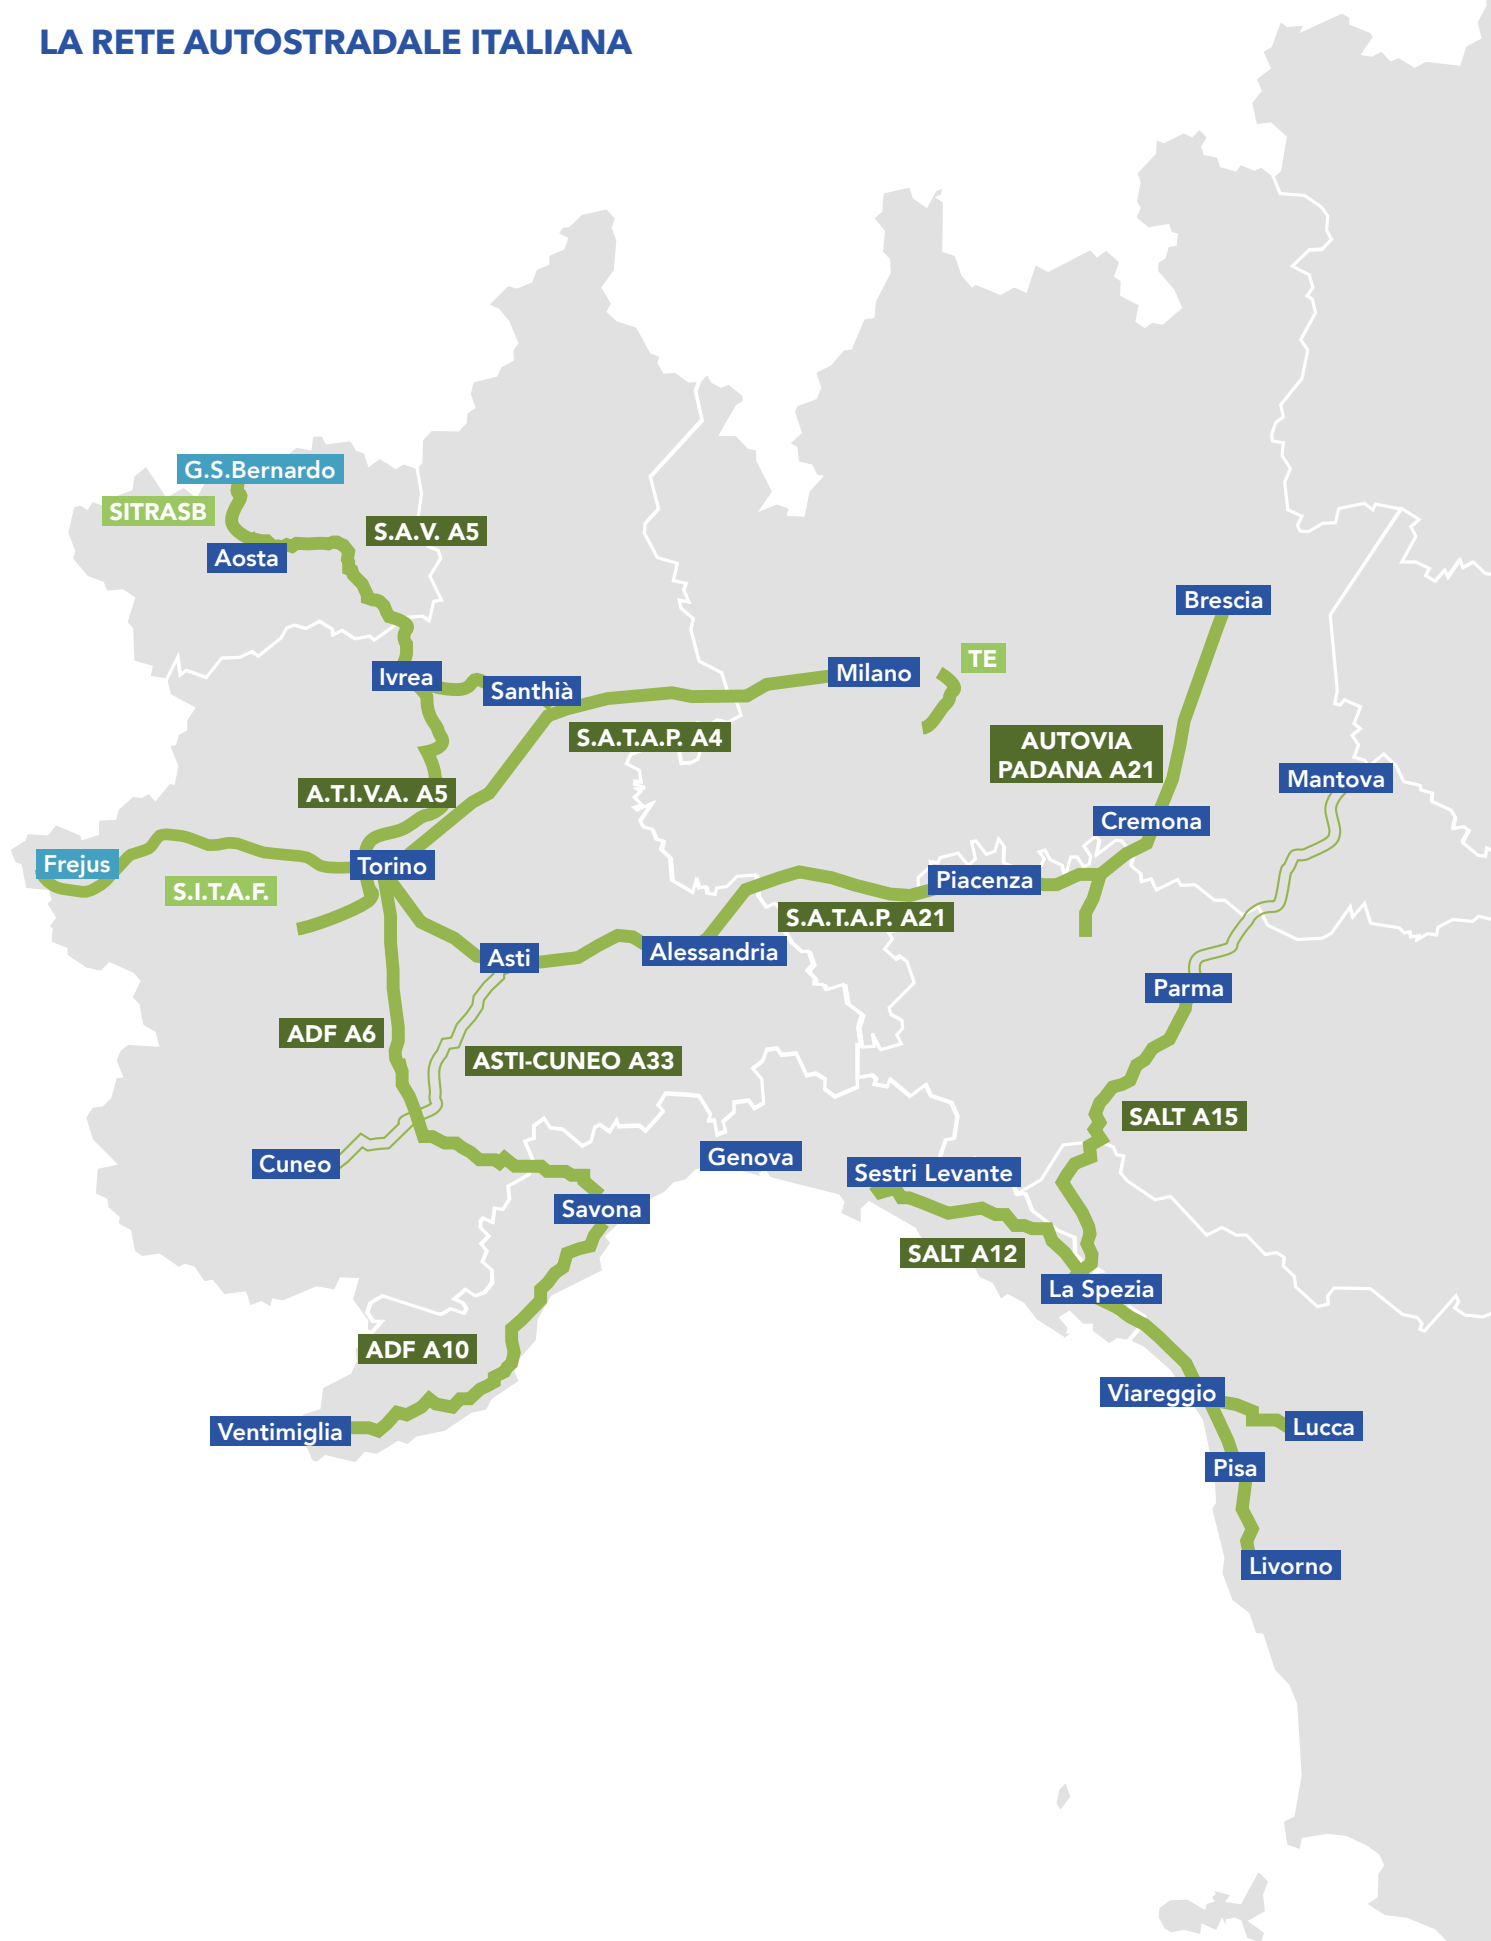 LA RETE AUTOSTRADALE ITALIANA
G.S.Bernardo
SITRASB
S.A.V. A5
Aosta
Brescia
TE
Ivrea
Milano
Santhià
S.A.T.A.P. A4
AUTOVIA
PADANA A21
Mantova
A.T.I.V.A. A5
Cremona
Frejus
Torino
S.I.T.A.F.
Piacenza
S.A.T.A.P. A21
Alessandria
Asti
Parma
ADF A6
ASTI-CUNEO A33
SALT A15
Cuneo
Genova
Sestri Levante
Savona
SALT A12
La Spezia
ADF A10
Viareggio
Lucca
Ventimiglia
Pisa
Livorno